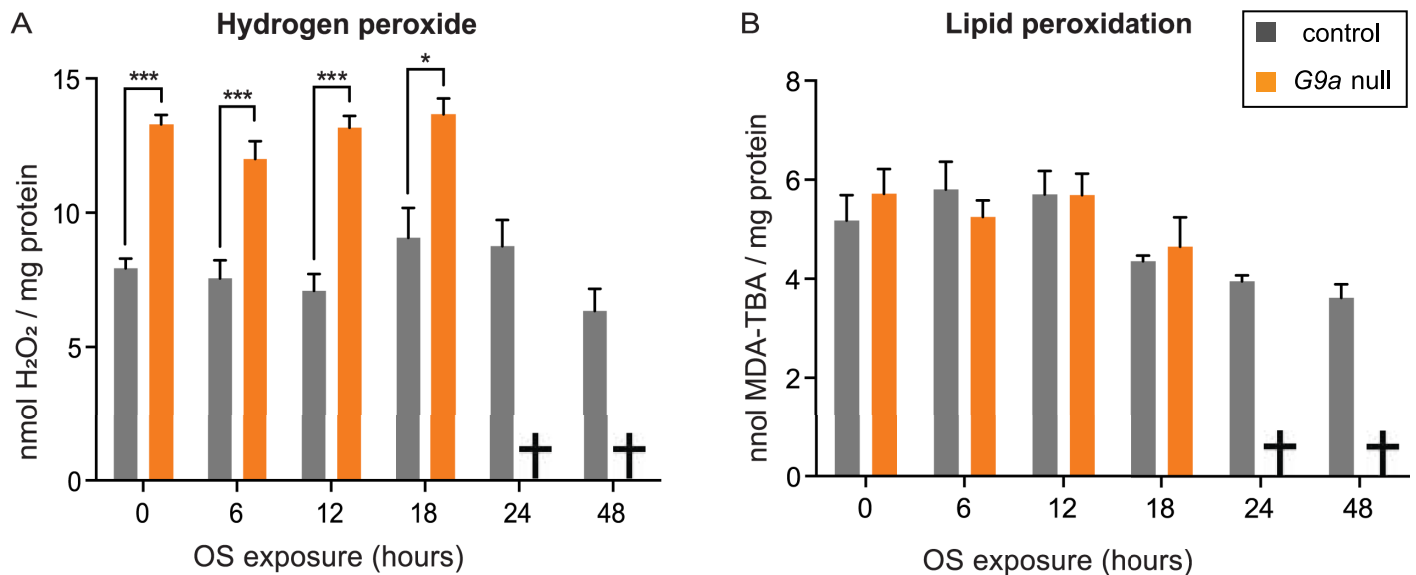 A
Hydrogen peroxide
nmol H₂O₂ / mg protein
15
10
5
0
***
***
***
*
0 6 12 18 24 48
OS exposure (hours)
B
Lipid peroxidation
control
G9a null
nnol MDA-TBA / mg protein
8
6
4
2
0
0 6 12 18 24 48
OS exposure (hours)